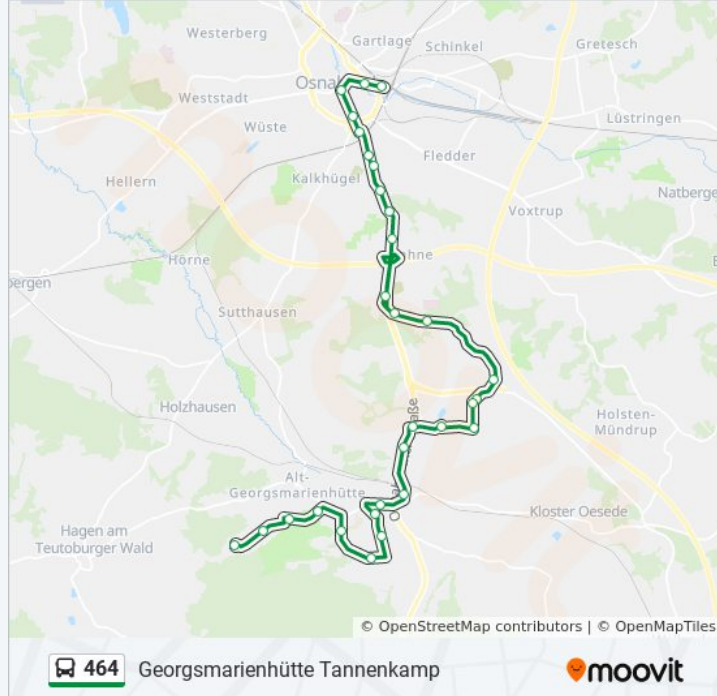 Westerberg
Gartlage
Schinkel
Gretesch
Osna
Weststadt
Lüstringen
Wüste
Fledder
Kalkhügel
Hellern
Natberge
Voxtrup
hne
Hörne
bergen
Sutthausen
Holzhausen
aße
Holsten-
Mündrup
Alt-
Georgsmarienhütte
Kloster Oesede
Hagen am
Teutoburger Wald
© OpenStreetMap contributors | © OpenMapTiles
464 Georgsmarienhütte Tannenkamp
moovit